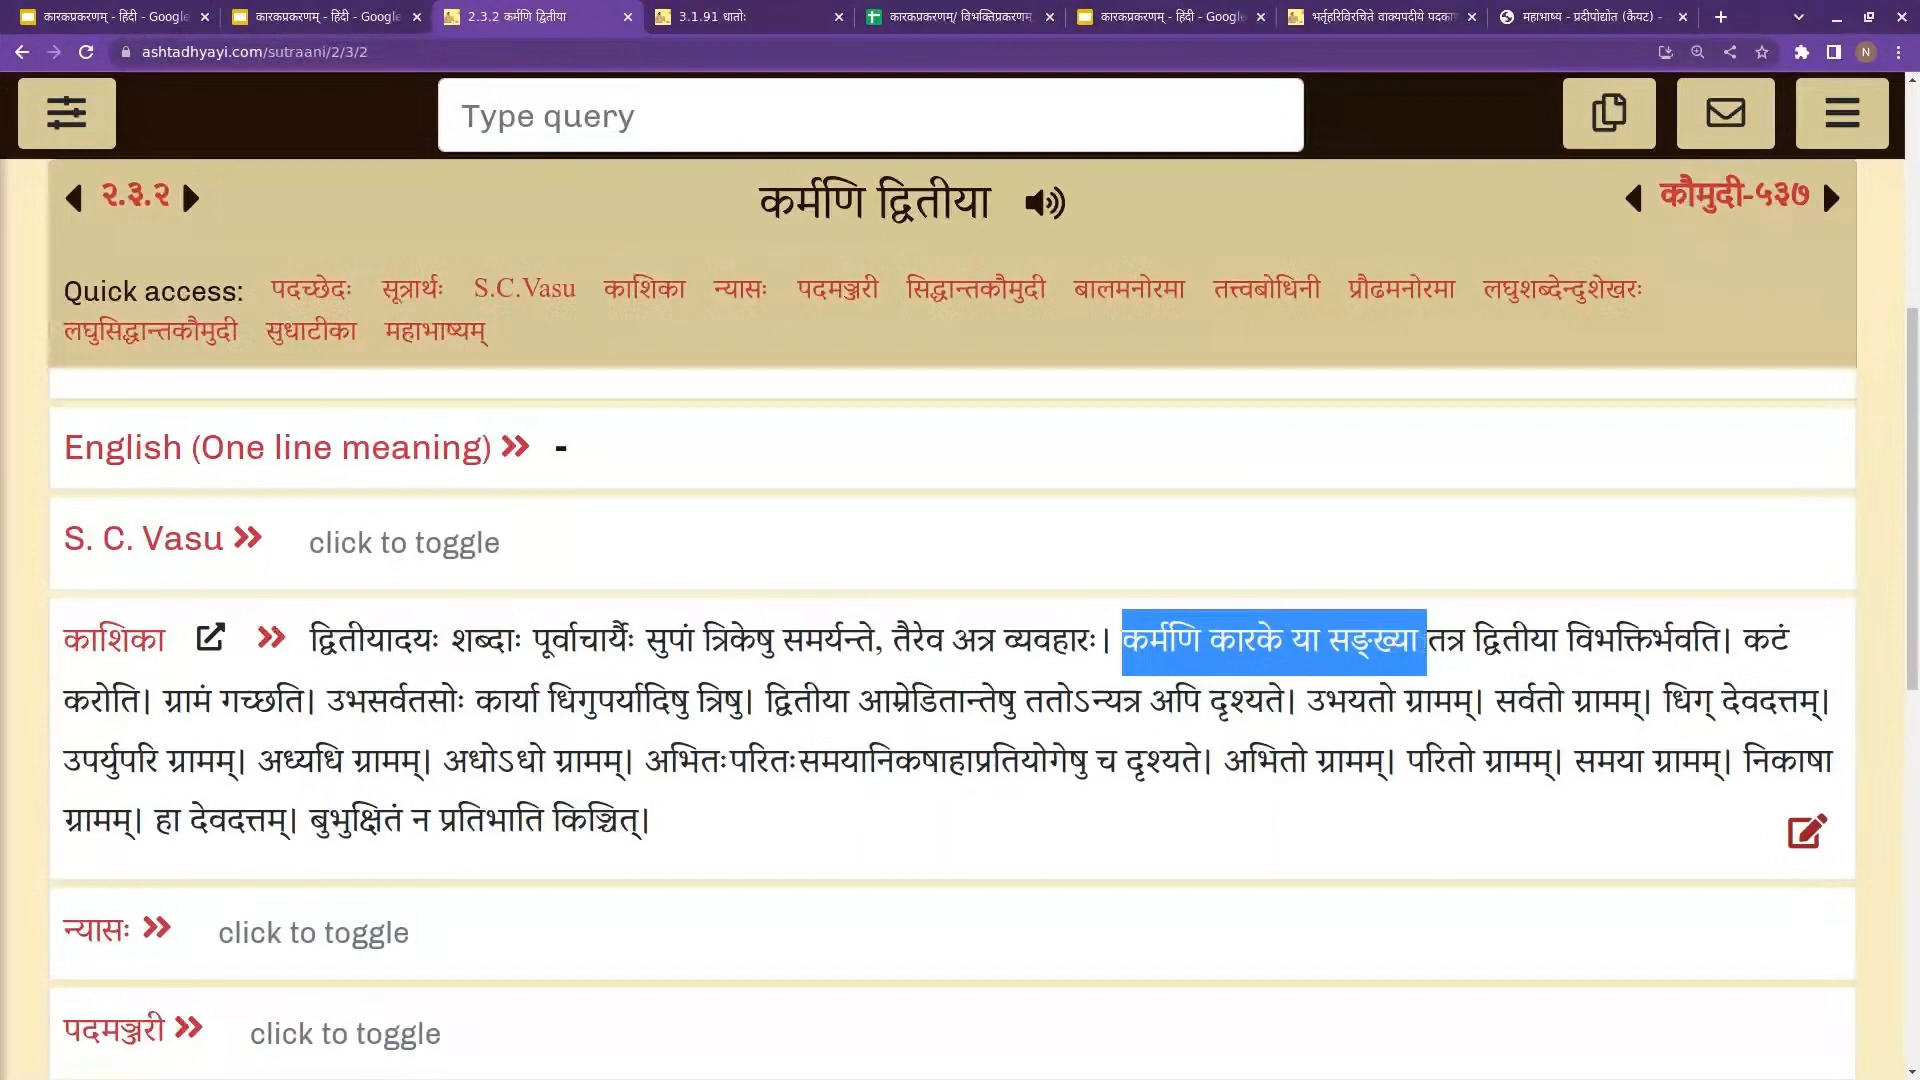 कारकप्रकरणम् - हिंदी - Google
कारकप्रकरणम् - हिंदी - Google
2.3.2 कर्मणि द्वितीया
3.1.91 धातोः
कारकप्रकरणम्/ विभक्तिप्रकरणम्
कारकप्रकरणम् - हिंदी - Google
भर्तृहरिविरचिते वाक्यपदीये पदका
महाभाष्य - प्रदीपोद्योत (कैयट) -
ashtadhyayi.com/sutraani/2/3/2
N
Type query
२.३.२
कर्मणि द्वितीया
कौमुदी-५३७
Quick access: पदच्छेदः सूत्रार्थः S.C.Vasu काशिका न्यासः पदमञ्जरी सिद्धान्तकौमुदी बालमनोरमा तत्त्वबोधिनी प्रौढमनोरमा लघुशब्देन्दुशेखरः
लघुसिद्धान्तकौमुदी सुधाटीका महाभाष्यम्
English (One line meaning) -
S. C. Vasu click to toggle
काशिका द्वितीयादयः शब्दाः पूर्वाचार्यैः सुपां त्रिकेषु समर्यन्ते, तैरेव अत्र व्यवहारः| कर्मणि कारके या सङ्ख्या तत्र द्वितीया विभक्तिर्भवति| कटं
करोति| ग्रामं गच्छति| उभसर्वतसोः कार्या धिगुपर्यादिषु त्रिषु| द्वितीया आम्रेडितान्तेषु ततोऽन्यत्र अपि दृश्यते| उभयतो ग्रामम्| सर्वतो ग्रामम्| धिग् देवदत्तम्|
उपर्युपरि ग्रामम्| अध्यधि ग्रामम्| अधोऽधो ग्रामम्| अभितःपरितःसमयानिकषाहाप्रतियोगेषु च दृश्यते| अभितो ग्रामम्| परितो ग्रामम्| समया ग्रामम्| निकाषा
ग्रामम्| हा देवदत्तम्| बुभुक्षितं न प्रतिभाति किञ्चित्|
न्यासः click to toggle
पदमञ्जरी click to toggle